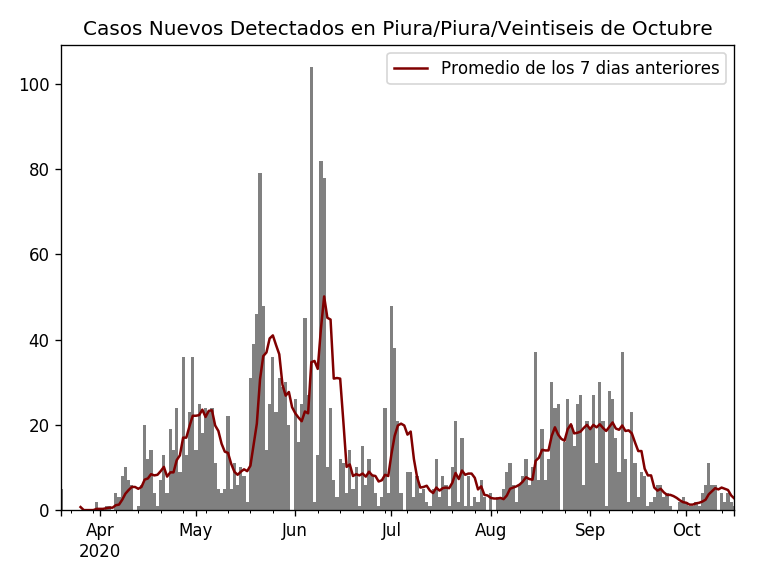 Casos Nuevos Detectados en Piura/Piura/Veintiseis de Octubre
Promedio de los 7 dias anteriores
100
80
60
40
20
0
Apr May Jun Jul Aug Sep Oct
2020